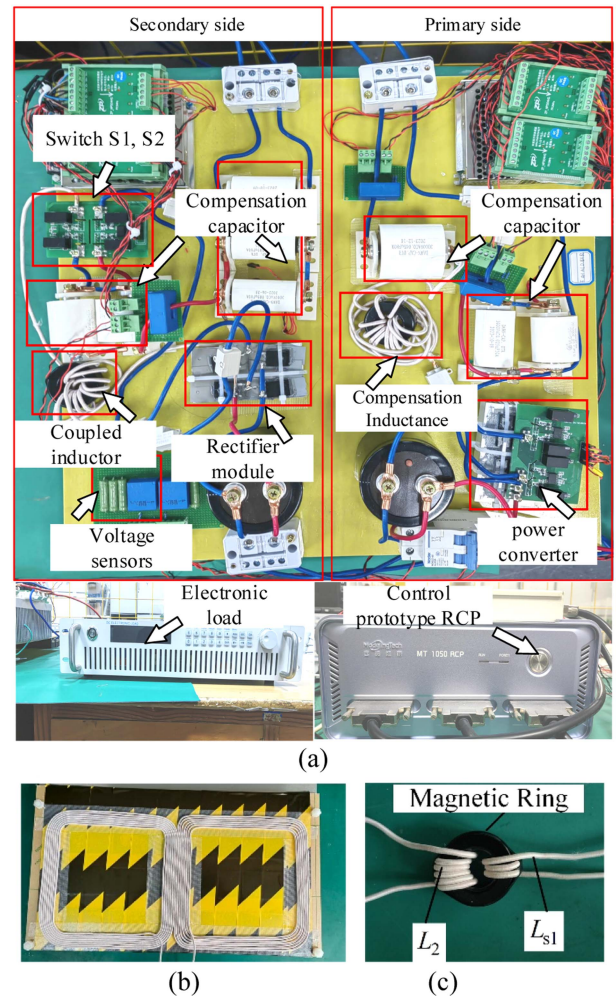 Secondary side
Primary side
Switch S1, S2
Compensation
capacitor
Compensation
capacitor
Coupled
inductor
Rectifier
module
Compensation
Inductance
Voltage
sensors
power
converter
Electronic
load
Control
prototype RCP
MT 1050 RCP
(a)
Magnetic Ring
L2
Ls1
(b)
(c)